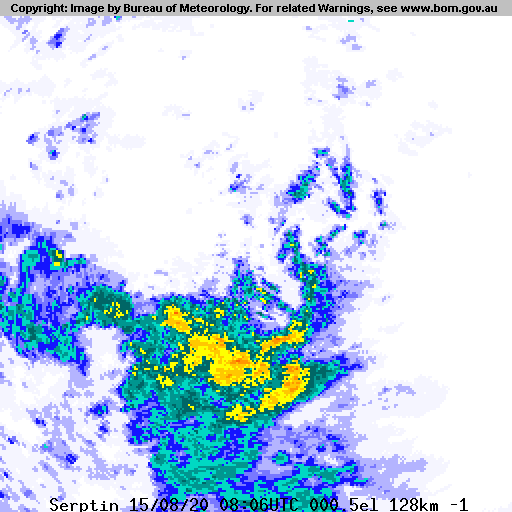 Copyright: Image by Bureau of Meteorology. For related Warnings, see www.bom.gov.au
Serptin 15/08/20 08:06UTC 000.5el 128km -1